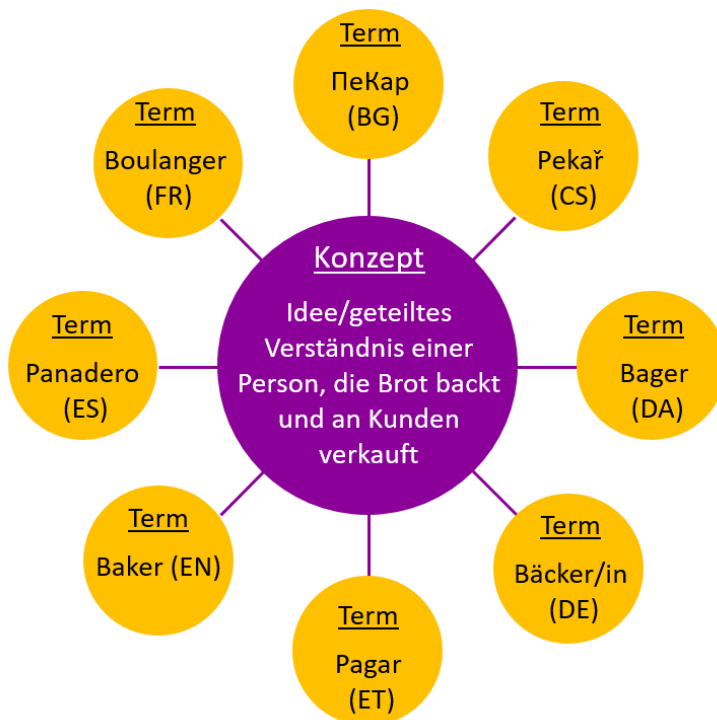 Konzept
Idee/geteiltes
Verständnis einer
Person, die Brot backt
und an Kunden
verkauft
Term
ПеКар
(BG)
Term
Pekař
(CS)
Term
Bager
(DA)
Term
Bäcker/in
(DE)
Term
Pagar
(ET)
Term
Baker (EN)
Term
Panadero
(ES)
Term
Boulanger
(FR)